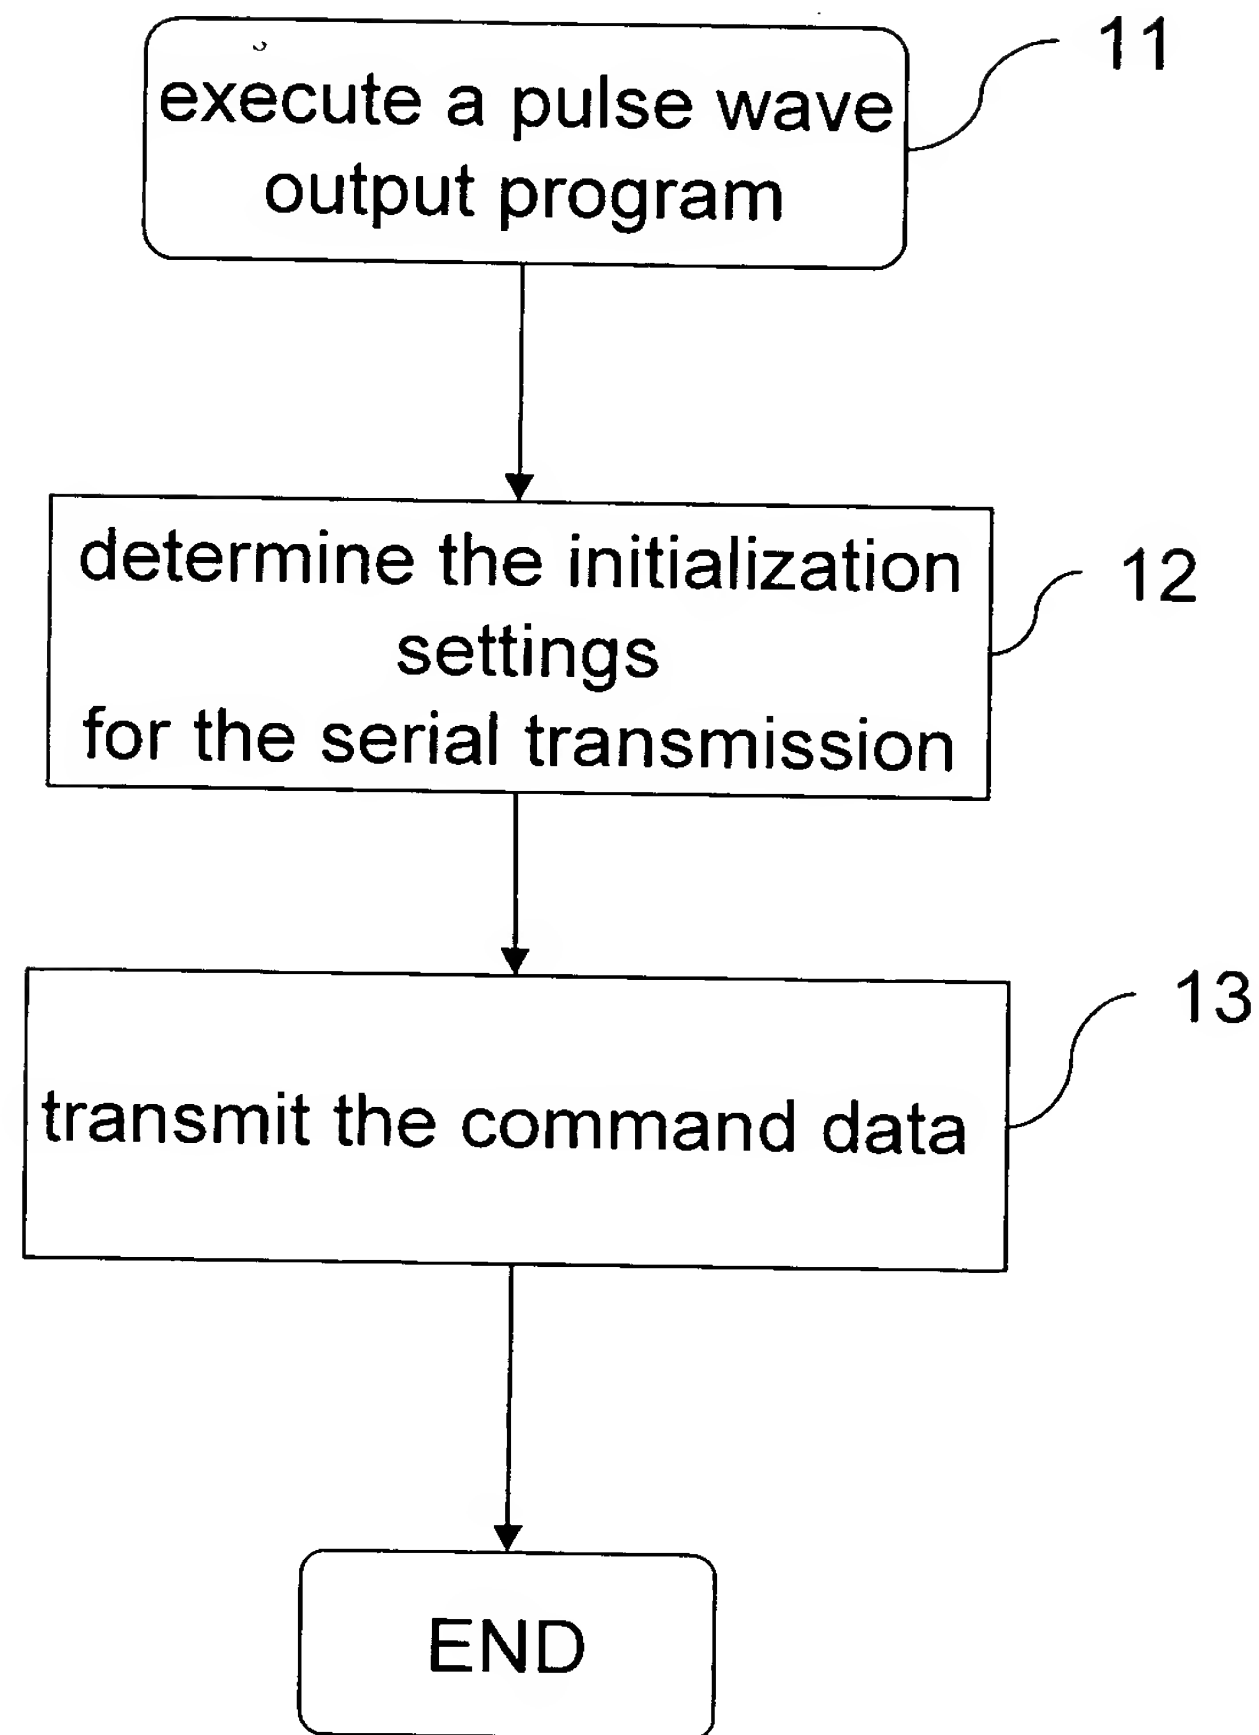 execute a pulse wave
output program
11
determine the initialization
settings
for the serial transmission
12
transmit the command data
13
END